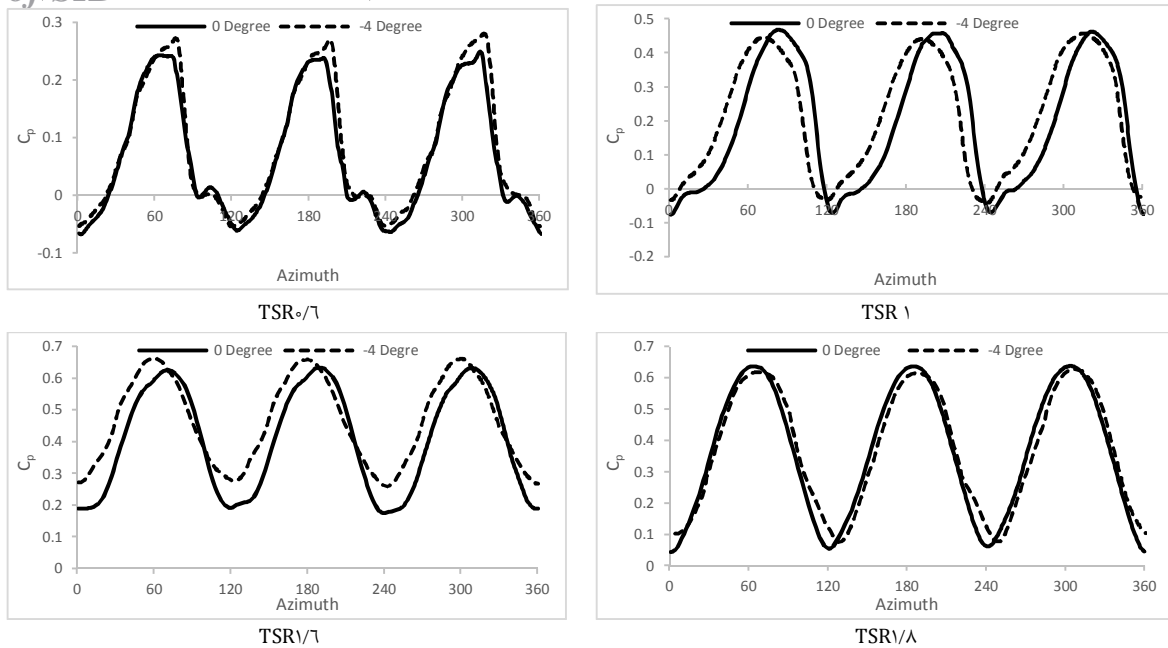 0 Degree -4 Degree
0.3
0.2
0.1
0
-0.1
Cp
0 60 120 180 240 300 360
Azimuth
TSR۰/٦
0 Degree -4 Degree
0.5
0.4
0.3
0.2
0.1
0
-0.1
-0.2
Cp
0 60 120 180 240 300 360
Azimuth
TSR ۱
0 Degree -4 Degre
0.7
0.6
0.5
0.4
0.3
0.2
0.1
0
Cp
0 60 120 180 240 300 360
Azimuth
TSR۱/٦
0 Degree -4 Dgree
0.7
0.6
0.5
0.4
0.3
0.2
0.1
0
Cp
0 60 120 180 240 300 360
Azimuth
TSR۱/۸